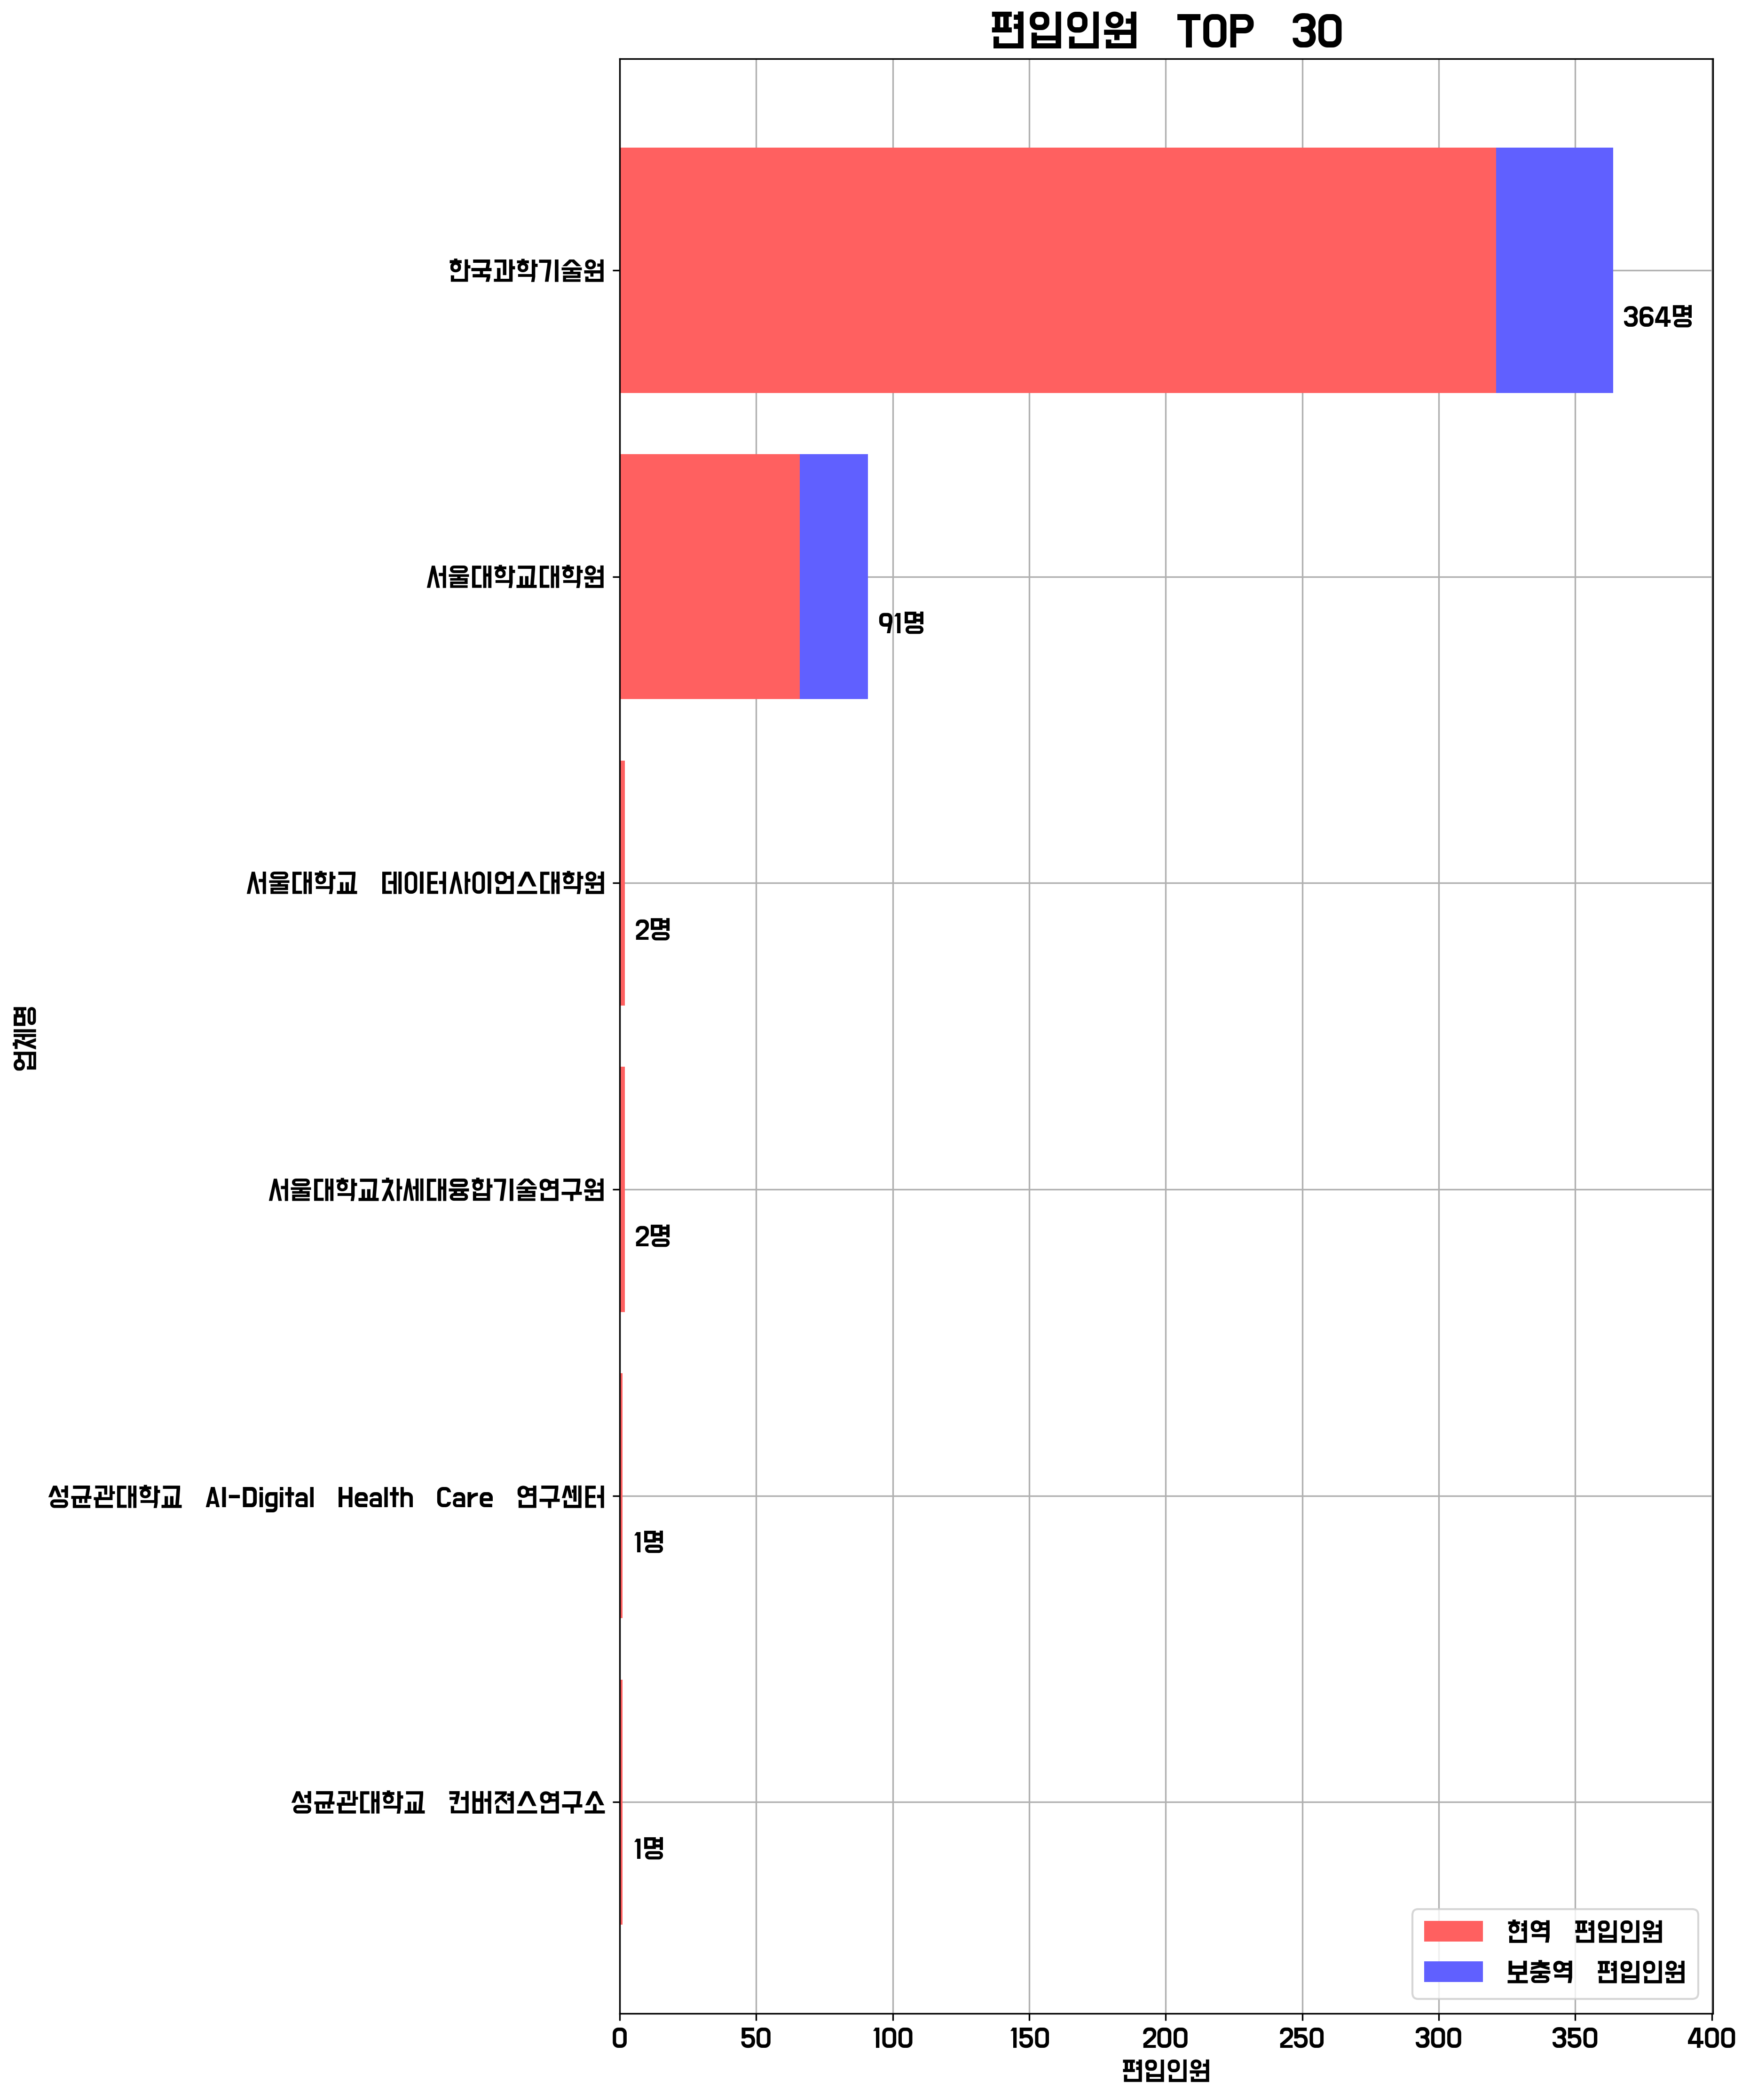 편입인원 TOP 30
한국과학기술원
364명
서울대학교대학원
91명
서울대학교 데이터사이언스대학원
2명
업체명
서울대학교차세대융합기술연구원
2명
성균관대학교 AI-Digital Health Care 연구센터
1명
성균관대학교 컨버젼스연구소
1명
현역 편입인원
보충역 편입인원
0 50 100 150 200 250 300 350 400
편입인원